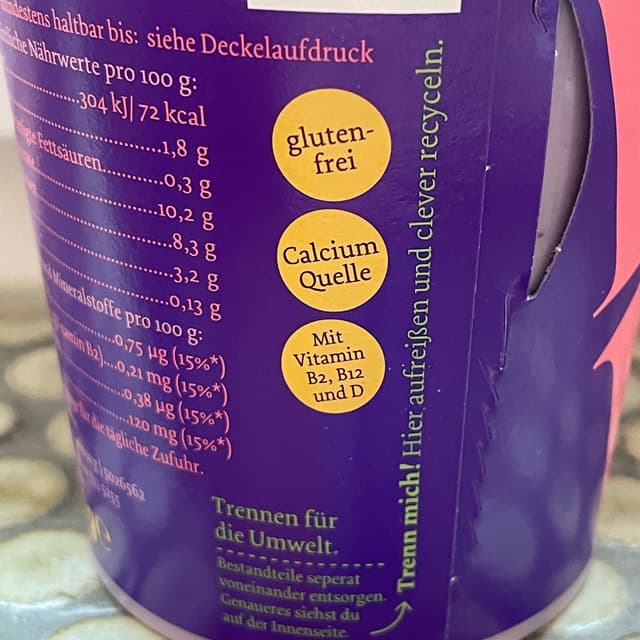 mindestens haltbar bis: siehe Deckelaufdruck
Nährwerte pro 100 g:
304 kJ| 72 kcal
1,8 g
Fettsäuren 0,3 g
10,2 g
8,3 g
3,2 g
0,13 g
Mineralstoffe pro 100 g:
0,75 µg (15%*)
B2) 0,21 mg (15%*)
0,38 µg (15%*)
120 mg (15%*)
für die tägliche Zufuhr.
5026562
5255
gluten-
frei
Calcium
Quelle
Mit
Vitamin
B2, B12
und D
Trennen für
die Umwelt.
Bestandteile seperat
voneinander entsorgen.
Genaueres siehst du
auf der Innenseite.
Trenn mich! Hier aufreißen und clever recyceln.